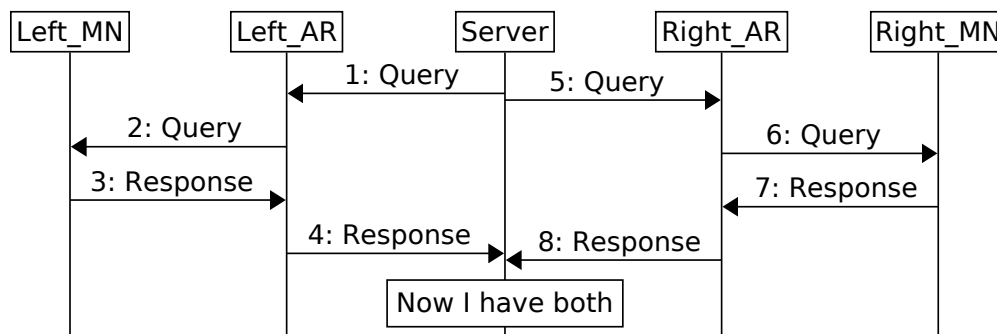 Left_MN
Left_AR
Server
Right_AR
Right_MN
1: Query
5: Query
2: Query
6: Query
3: Response
7: Response
4: Response
8: Response
Now I have both